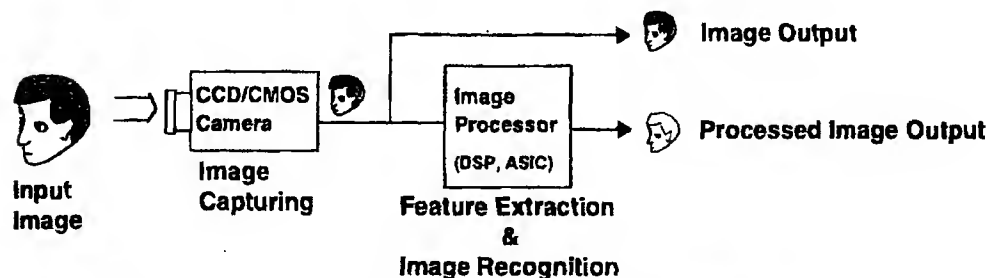 Image Output
CCD/CMOS
Camera
Image
Processor
(DSP, ASIC)
Processed Image Output
Input
Image
Image
Capturing
Feature Extraction
&
Image Recognition